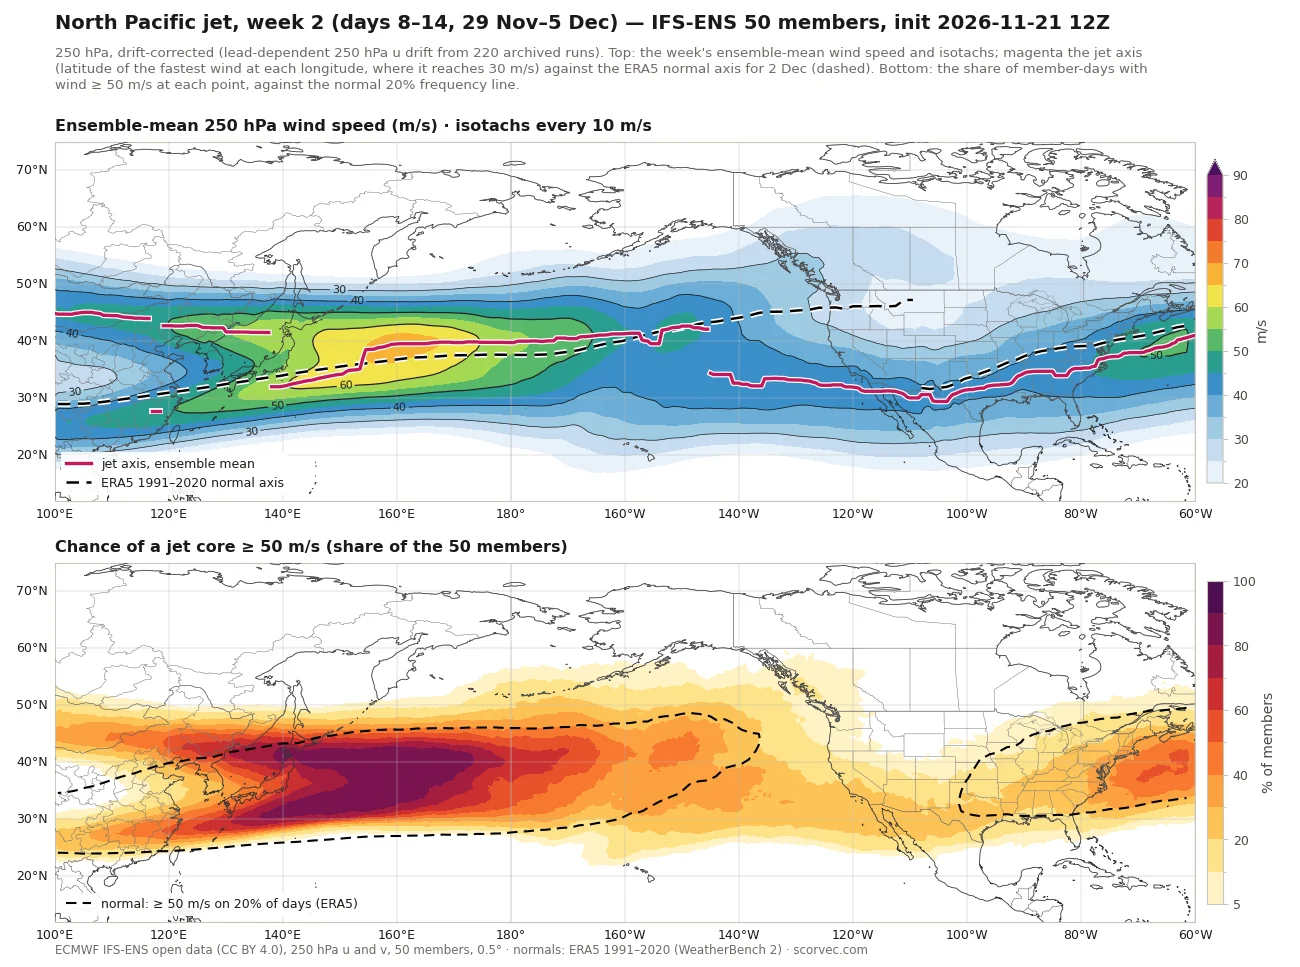 North Pacific jet, week 2 (days 8–14, 29 Nov–5 Dec) — IFS-ENS 50 members, init 2026-11-21 12Z
250 hPa, drift-corrected (lead-dependent 250 hPa u drift from 220 archived runs). Top: the week's ensemble-mean wind speed and isotachs; magenta the jet axis
(latitude of the fastest wind at each longitude, where it reaches 30 m/s) against the ERA5 normal axis for 2 Dec (dashed). Bottom: the share of member-days with
wind ≥ 50 m/s at each point, against the normal 20% frequency line.
Ensemble-mean 250 hPa wind speed (m/s) · isotachs every 10 m/s
70°N
60°N
50°N
40°N
30°N
20°N
30
40
40
30
60
50
40
30
50
jet axis, ensemble mean
ERA5 1991–2020 normal axis
100°E 120°E 140°E 160°E 180° 160°W 140°W 120°W 100°W 80°W 60°W
90
80
70
60
50
40
30
20
m/s
Chance of a jet core ≥ 50 m/s (share of the 50 members)
70°N
60°N
50°N
40°N
30°N
20°N
normal: ≥ 50 m/s on 20% of days (ERA5)
100°E 120°E 140°E 160°E 180° 160°W 140°W 120°W 100°W 80°W 60°W
100
80
60
40
20
5
% of members
ECMWF IFS-ENS open data (CC BY 4.0), 250 hPa u and v, 50 members, 0.5° · normals: ERA5 1991–2020 (WeatherBench 2) · scorvec.com